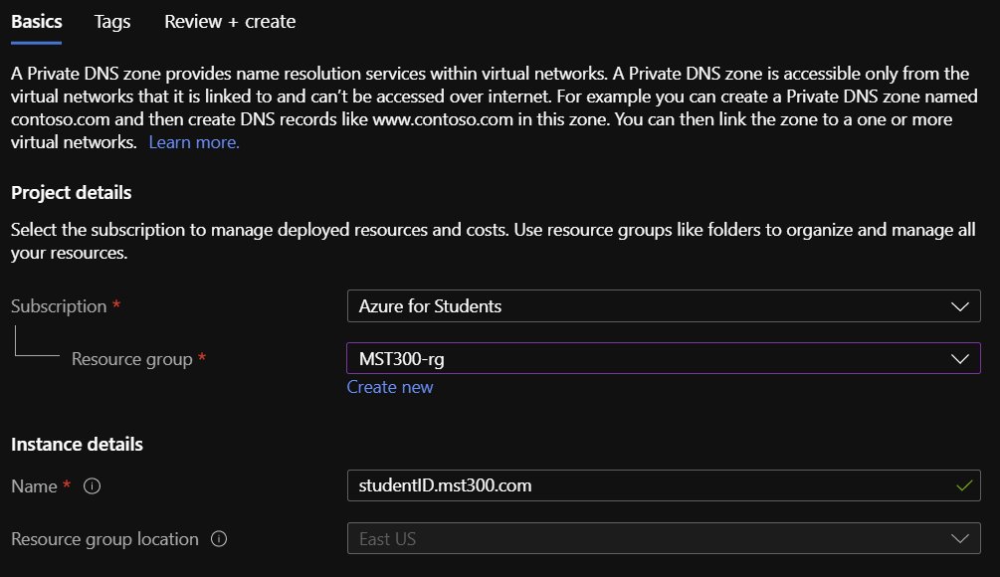 Basics Tags Review + create
A Private DNS zone provides name resolution services within virtual networks. A Private DNS zone is accessible only from the
virtual networks that it is linked to and can’t be accessed over internet. For example you can create a Private DNS zone named
contoso.com and then create DNS records like www.contoso.com in this zone. You can then link the zone to a one or more
virtual networks. Learn more.
Project details
Select the subscription to manage deployed resources and costs. Use resource groups like folders to organize and manage all
your resources.
Subscription * Azure for Students
Resource group * MST300-rg
Create new
Instance details
Name * studentID.mst300.com
Resource group location East US